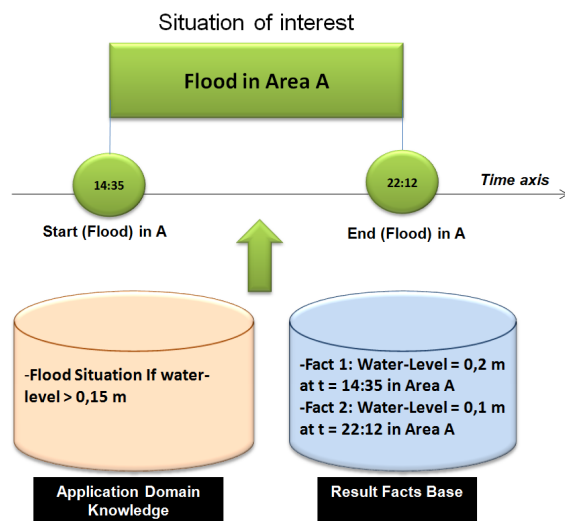 Situation of interest
Flood in Area A
14:35
22:12
Time axis
Start (Flood) in A
End (Flood) in A
-Flood Situation If water-
level > 0,15 m
-Fact 1: Water-Level = 0,2 m
at t = 14:35 in Area A
-Fact 2: Water-Level = 0,1 m
at t = 22:12 in Area A
Application Domain
Knowledge
Result Facts Base